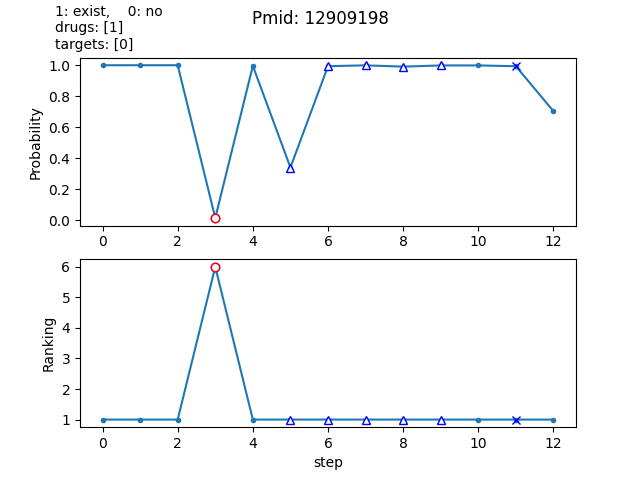 1: exist,    0: no
drugs: [1]
targets: [0]
Pmid: 12909198
1.0
0.8
0.6
0.4
0.2
0.0
Probability
0 2 4 6 8 10 12
6
5
4
3
2
1
Ranking
0 2 4 6 8 10 12
step